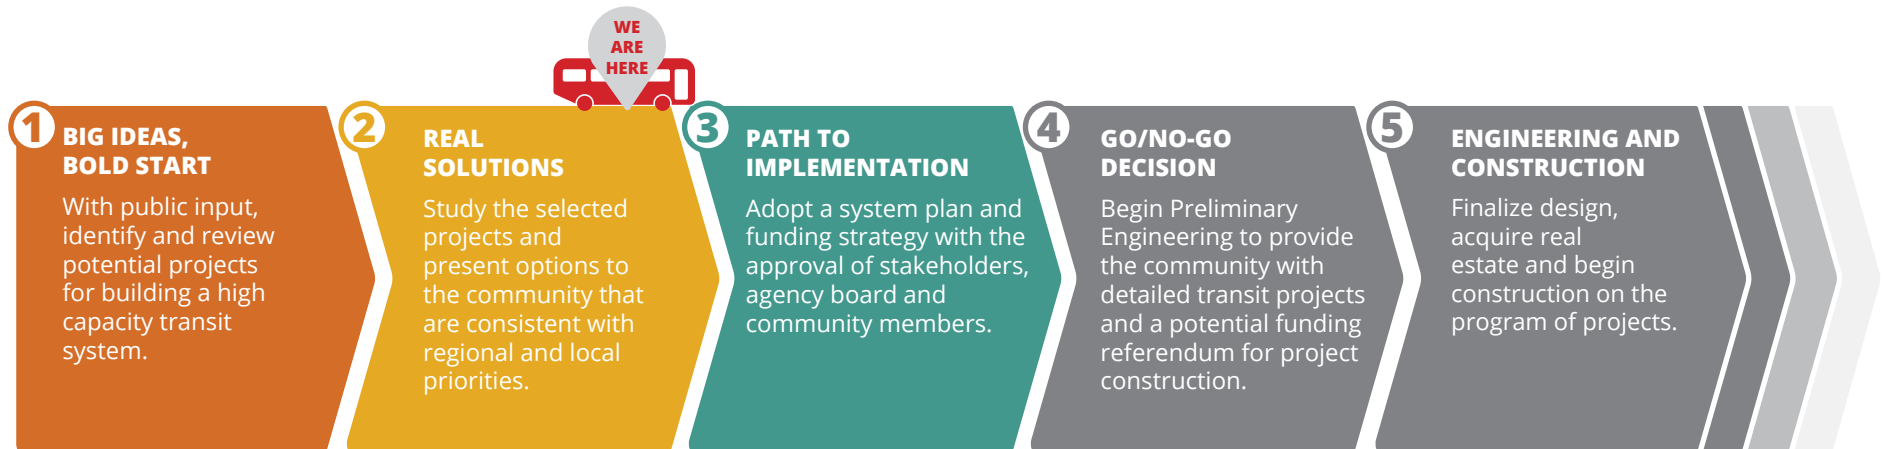 WE
ARE
HERE
1
BIG IDEAS,
BOLD START
With public input,
identify and review
potential projects
for building a high
capacity transit
system.
2
REAL
SOLUTIONS
Study the selected
projects and
present options to
the community that
are consistent with
regional and local
priorities.
3
PATH TO
IMPLEMENTATION
Adopt a system plan and
funding strategy with the
approval of stakeholders,
agency board and
community members.
4
GO/NO-GO
DECISION
Begin Preliminary
Engineering to provide
the community with
detailed transit projects
and a potential funding
referendum for project
construction.
5
ENGINEERING AND
CONSTRUCTION
Finalize design,
acquire real
estate and begin
construction on the
program of projects.